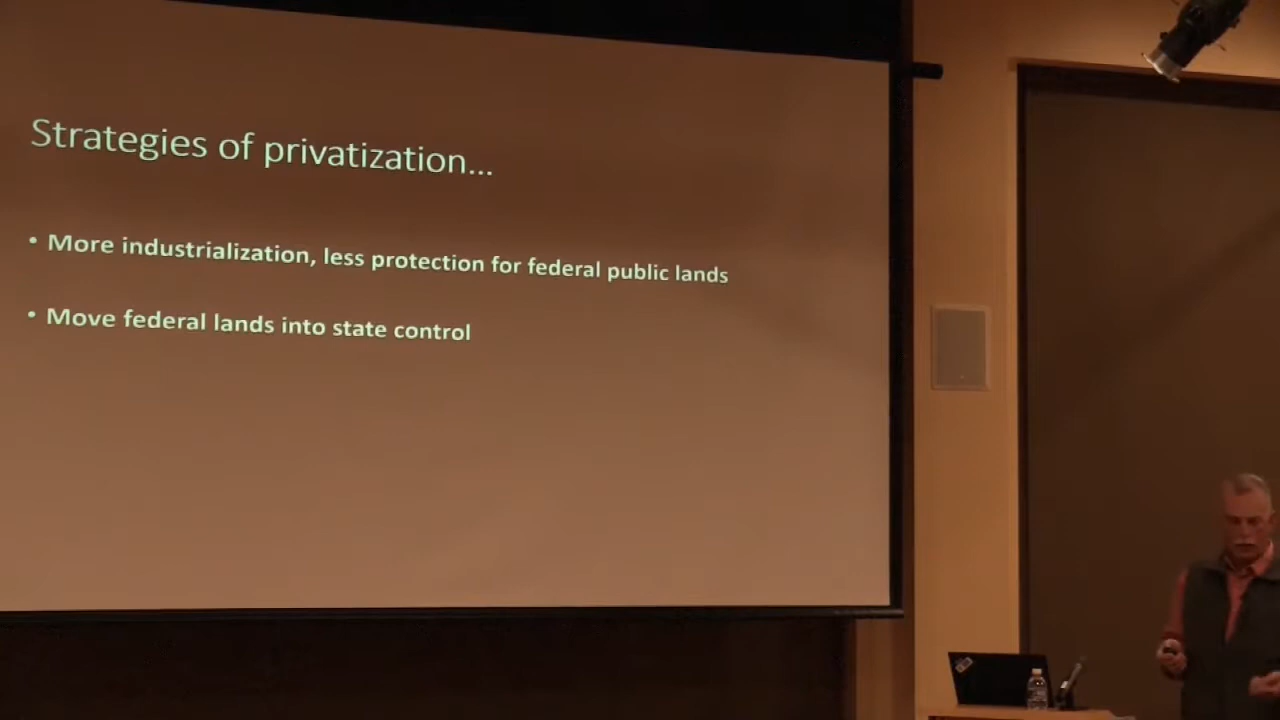 Strategies of privatization...
• More industrialization, less protection for federal public lands
• Move federal lands into state control